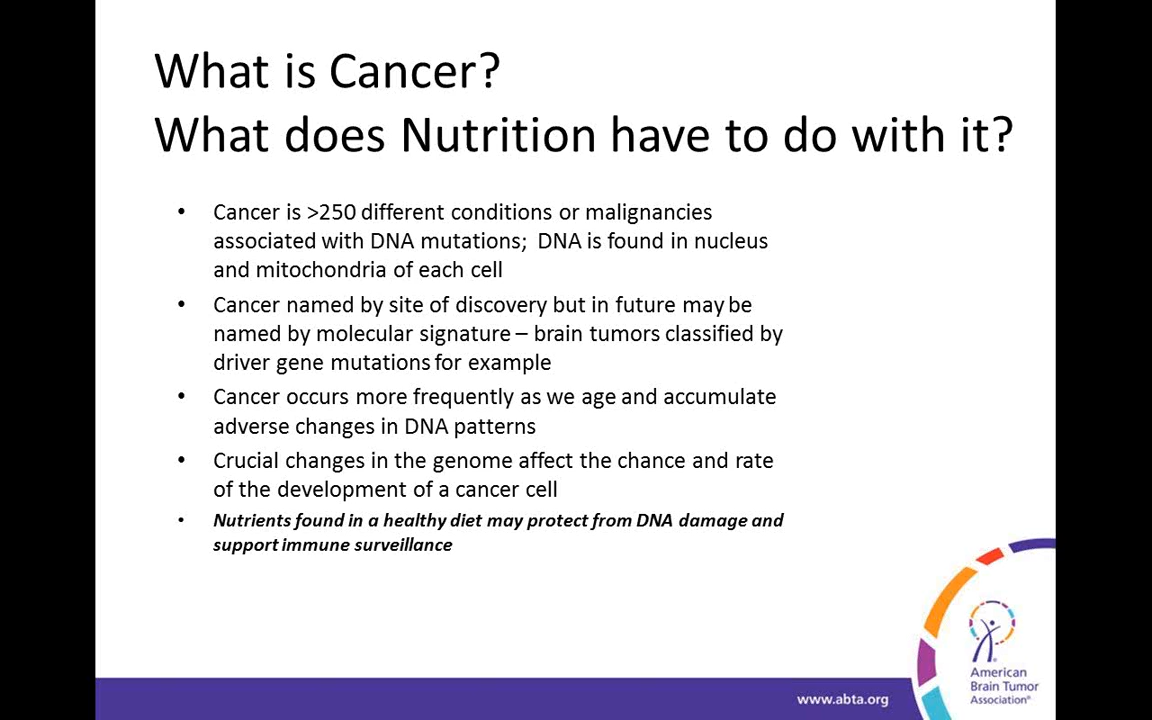 What is Cancer?
What does Nutrition have to do with it?
• Cancer is >250 different conditions or malignancies
associated with DNA mutations; DNA is found in nucleus
and mitochondria of each cell
• Cancer named by site of discovery but in future may be
named by molecular signature – brain tumors classified by
driver gene mutations for example
• Cancer occurs more frequently as we age and accumulate
adverse changes in DNA patterns
• Crucial changes in the genome affect the chance and rate
of the development of a cancer cell
• Nutrients found in a healthy diet may protect from DNA damage and
support immune surveillance
www.abta.org
American
Brain Tumor
Association®